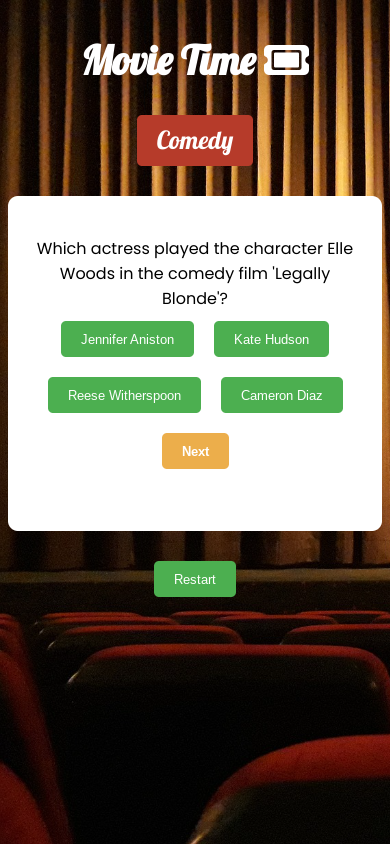 Movie Time
Comedy
Which actress played the character Elle
Woods in the comedy film 'Legally
Blonde'?
Jennifer Aniston
Kate Hudson
Reese Witherspoon
Cameron Diaz
Next
Restart